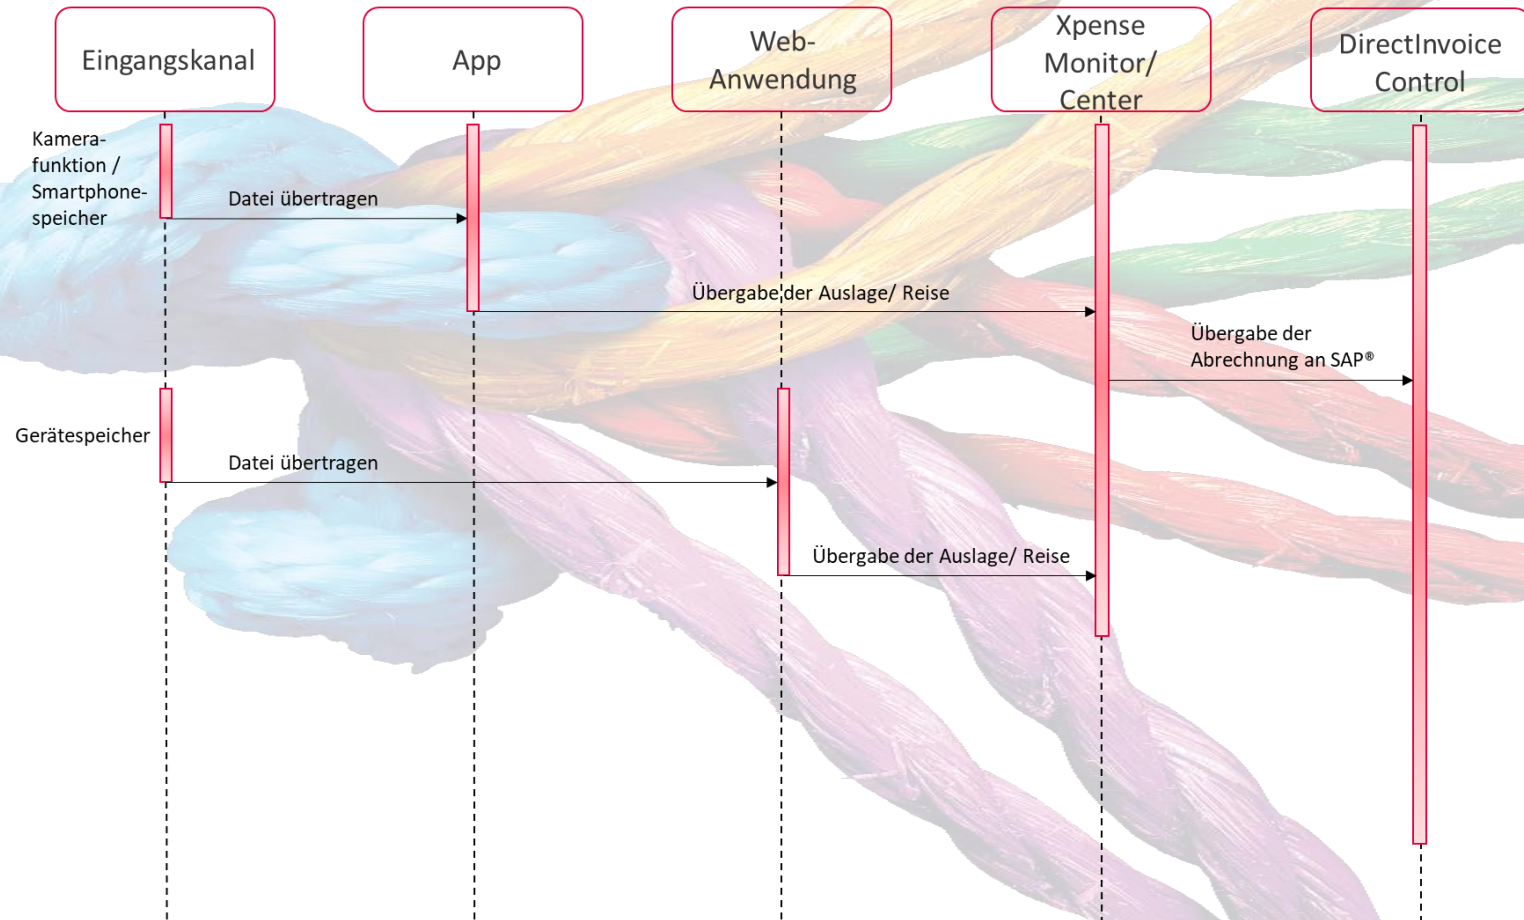 Eingangskanal
App
Web-
Anwendung
Xpense
Monitor/
Center
DirectInvoice
Control
Kamera-
funktion /
Smartphone-
speicher
Datei übertragen
Übergabe der Auslage/ Reise
Übergabe der
Abrechnung an SAP®
Gerätespeicher
Datei übertragen
Übergabe der Auslage/ Reise